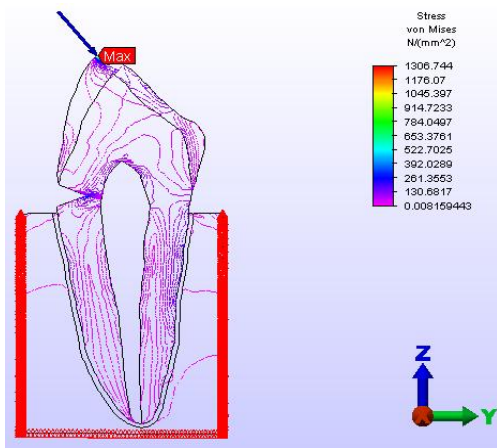 Max
Stress
von Mises
N/(mm^2)
1306.744
1176.07
1045.397
914.7233
784.0497
653.3761
522.7025
392.0289
261.3553
130.6817
0.008159443
Z
X
Y